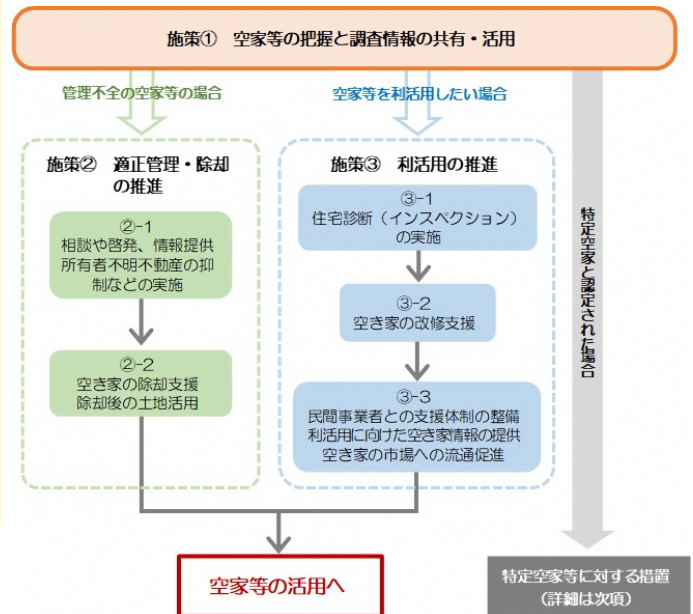 施策① 空家等の把握と調査情報の共有・活用
管理不全の空家等の場合
空家等を利活用したい場合
施策② 適正管理・除却
の推進
②-1
相談や啓発、情報提供
所有者不明不動産の抑
制などの実施
②-2
空き家の除却支援
除却後の土地活用
施策③ 利活用の推進
③-1
住宅診断（インスペクション）
の実施
③-2
空き家の改修支援
③-3
民間事業者との支援体制の整備
利活用に向けた空き家情報の提供
空き家の市場への流通促進
特定空家と認定された場合
空家等の活用へ
特定空家等に対する措置
（詳細は次項）